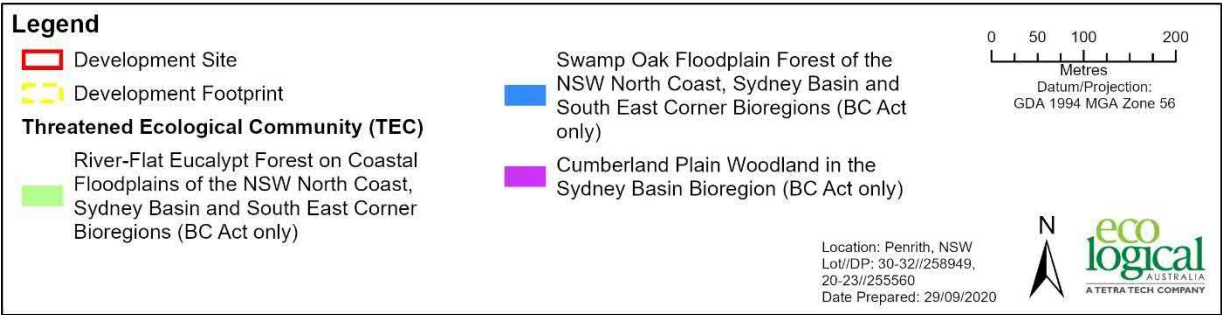 Legend
Development Site
Development Footprint
Threatened Ecological Community (TEC)
River-Flat Eucalypt Forest on Coastal
Floodplains of the NSW North Coast,
Sydney Basin and South East Corner
Bioregions (BC Act only)
Swamp Oak Floodplain Forest of the
NSW North Coast, Sydney Basin and
South East Corner Bioregions (BC Act
only)
Cumberland Plain Woodland in the
Sydney Basin Bioregion (BC Act only)
0 50 100 200
Metres
Datum/Projection:
GDA 1994 MGA Zone 56
Location: Penrith, NSW
Lot//DP: 30-32//258949,
20-23//255560
Date Prepared: 29/09/2020
N
eco
logical
AUSTRALIA
A TETRA TECH COMPANY